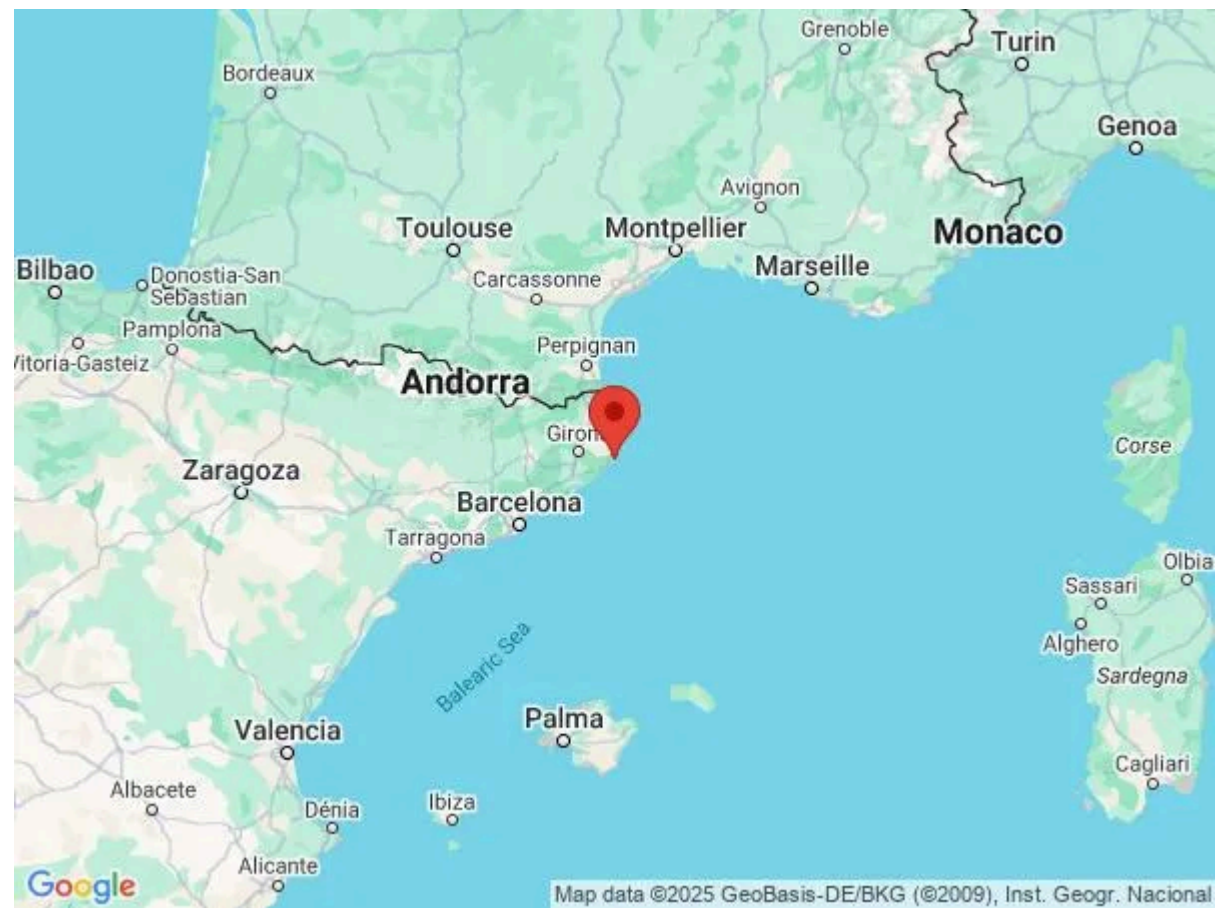 Grenoble
Turin
Bordeaux
Genoa
Avignon
Toulouse
Montpellier
Monaco
Bilbao
Donostia-San
Sebastian
Carcassonne
Marseille
Pamplona
Perpignan
Vitoria-Gasteiz
Andorra
Girona
Corse
Zaragoza
Barcelona
Tarragona
Olbia
Sassari
Alghero
Balearic Sea
Sardegna
Palma
Valencia
Cagliari
Albacete
Ibiza
Dénia
Alicante
Google
Map data ©2025 GeoBasis-DE/BKG (©2009), Inst. Geogr. Nacional